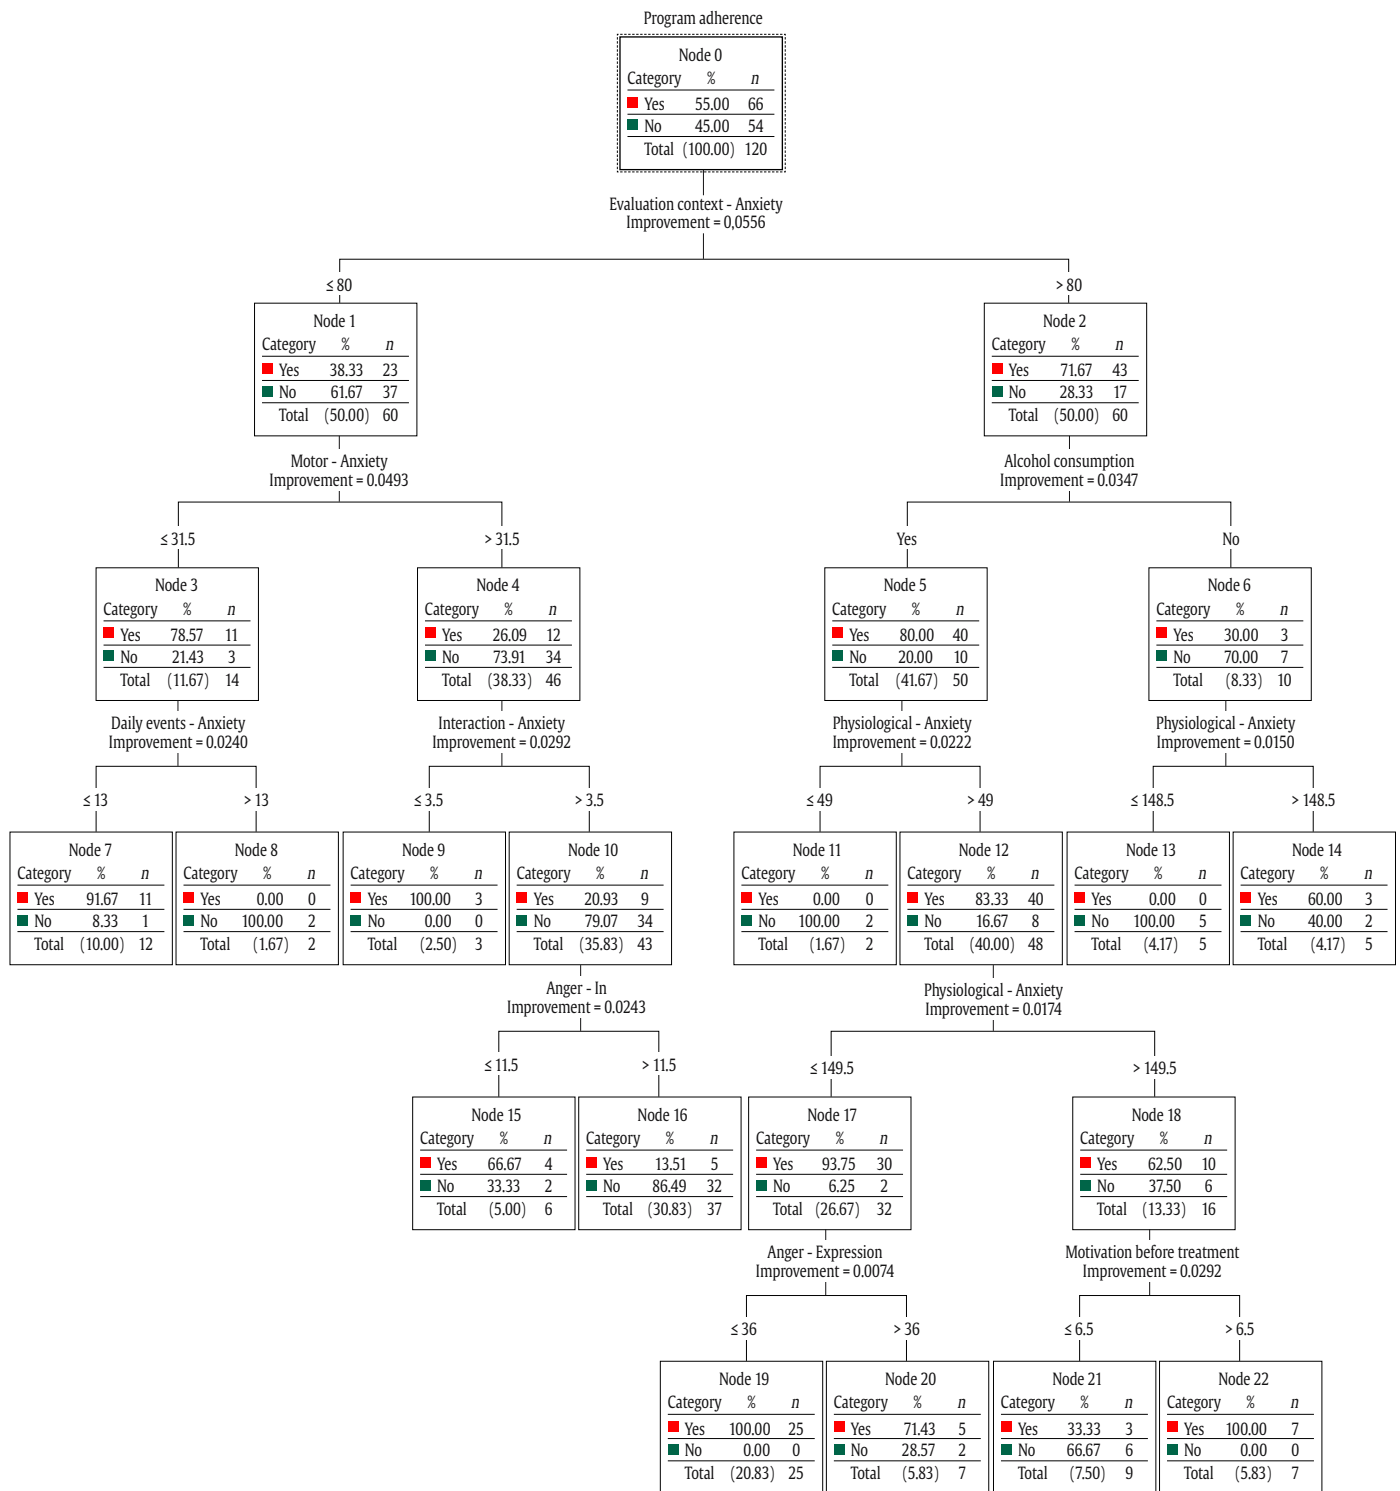 Program adherence
Node 0
Category % n
Yes 55.00 66
No 45.00 54
Total (100.00) 120
Evaluation context - Anxiety
Improvement = 0,0556
≤ 80
> 80
Node 1
Category % n
Yes 38.33 23
No 61.67 37
Total (50.00) 60
Node 2
Category % n
Yes 71.67 43
No 28.33 17
Total (50.00) 60
Motor - Anxiety
Improvement = 0.0493
Alcohol consumption
Improvement = 0.0347
≤ 31.5
> 31.5
Yes
No
Node 3
Category % n
Yes 78.57 11
No 21.43 3
Total (11.67) 14
Node 4
Category % n
Yes 26.09 12
No 73.91 34
Total (38.33) 46
Node 5
Category % n
Yes 80.00 40
No 20.00 10
Total (41.67) 50
Node 6
Category % n
Yes 30.00 3
No 70.00 7
Total (8.33) 10
Daily events - Anxiety
Improvement = 0.0240
Interaction - Anxiety
Improvement = 0.0292
Physiological - Anxiety
Improvement = 0.0222
Physiological - Anxiety
Improvement = 0.0150
≤ 13
> 13
≤ 3.5
> 3.5
≤ 49
> 49
≤ 148.5
> 148.5
Node 7
Category % n
Yes 91.67 11
No 8.33 1
Total (10.00) 12
Node 8
Category % n
Yes 0.00 0
No 100.00 2
Total (1.67) 2
Node 9
Category % n
Yes 100.00 3
No 0.00 0
Total (2.50) 3
Node 10
Category % n
Yes 20.93 9
No 79.07 34
Total (35.83) 43
Node 11
Category % n
Yes 0.00 0
No 100.00 2
Total (1.67) 2
Node 12
Category % n
Yes 83.33 40
No 16.67 8
Total (40.00) 48
Node 13
Category % n
Yes 0.00 0
No 100.00 5
Total (4.17) 5
Node 14
Category % n
Yes 60.00 3
No 40.00 2
Total (4.17) 5
Anger - In
Improvement = 0.0243
Physiological - Anxiety
Improvement = 0.0174
≤ 11.5
> 11.5
≤ 149.5
> 149.5
Node 15
Category % n
Yes 66.67 4
No 33.33 2
Total (5.00) 6
Node 16
Category % n
Yes 13.51 5
No 86.49 32
Total (30.83) 37
Node 17
Category % n
Yes 93.75 30
No 6.25 2
Total (26.67) 32
Node 18
Category % n
Yes 62.50 10
No 37.50 6
Total (13.33) 16
Anger - Expression
Improvement = 0.0074
Motivation before treatment
Improvement = 0.0292
≤ 36
> 36
≤ 6.5
> 6.5
Node 19
Category % n
Yes 100.00 25
No 0.00 0
Total (20.83) 25
Node 20
Category % n
Yes 71.43 5
No 28.57 2
Total (5.83) 7
Node 21
Category % n
Yes 33.33 3
No 66.67 6
Total (7.50) 9
Node 22
Category % n
Yes 100.00 7
No 0.00 0
Total (5.83) 7